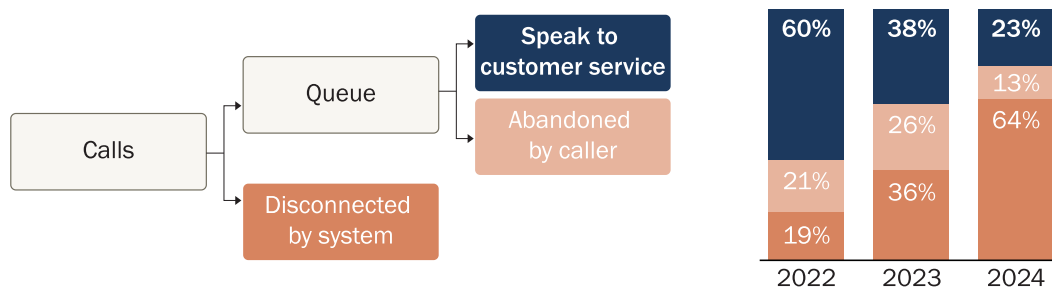 Calls
Queue
Disconnected
by system
Speak to
customer service
Abandoned
by caller
60%
21%
19%
2022
38%
26%
36%
2023
23%
13%
64%
2024